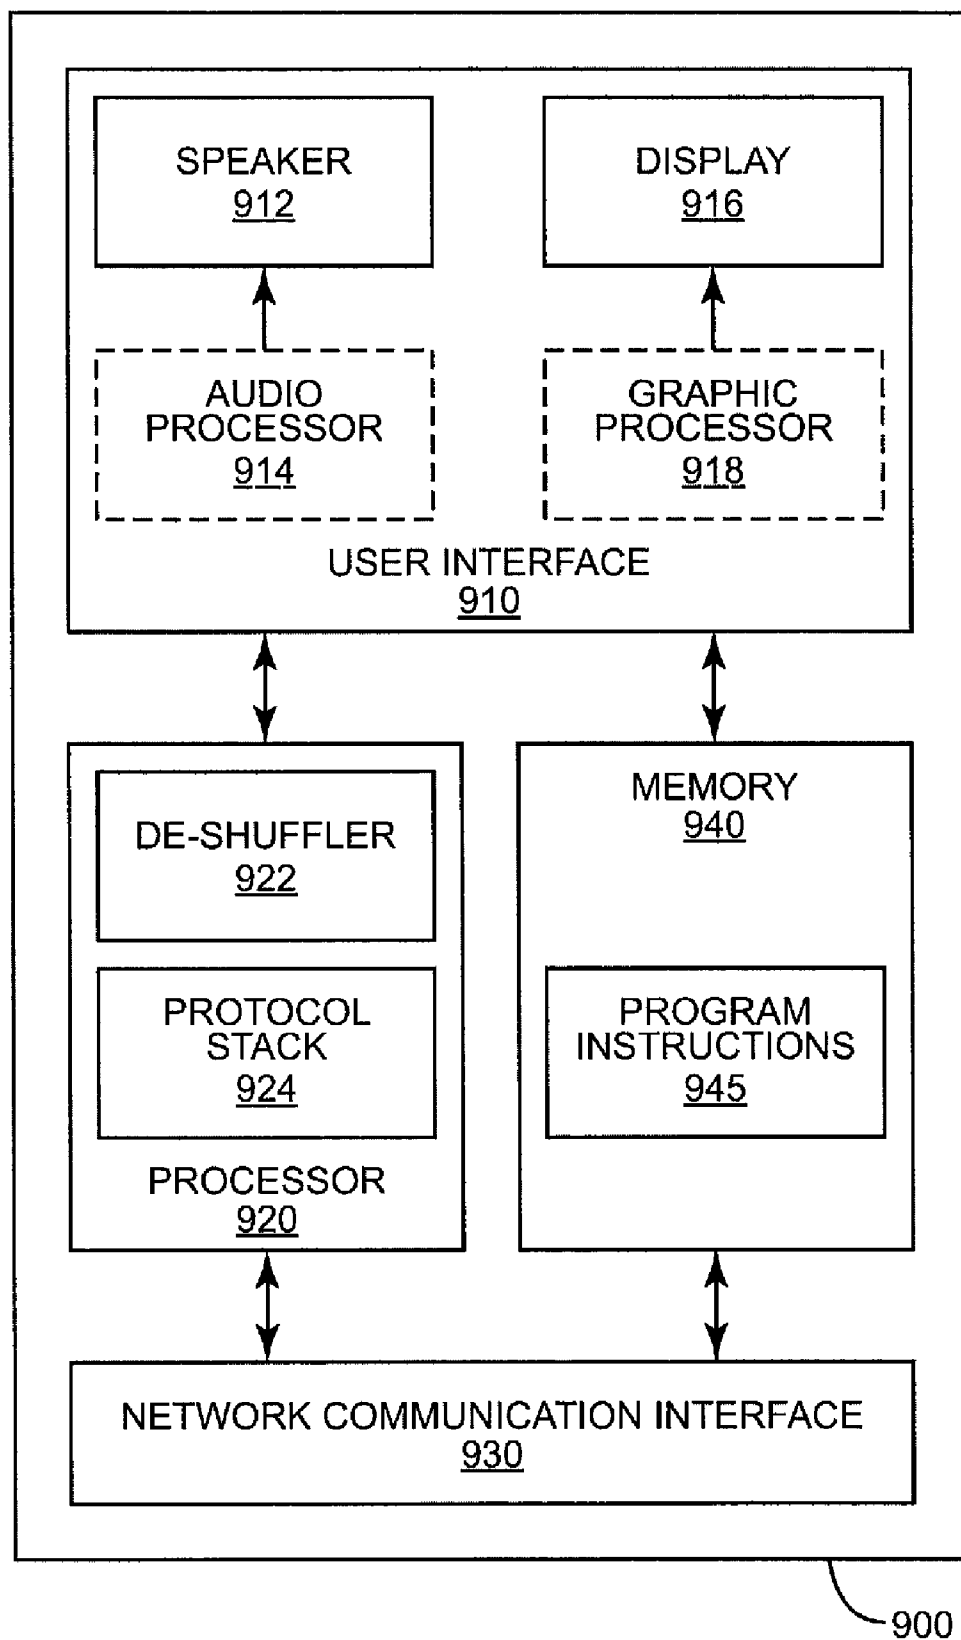 SPEAKER
912
DISPLAY
916
AUDIO
PROCESSOR
914
GRAPHIC
PROCESSOR
918
USER INTERFACE
910
DE-SHUFFLER
922
PROTOCOL
STACK
924
PROCESSOR
920
MEMORY
940
PROGRAM
INSTRUCTIONS
945
NETWORK COMMUNICATION INTERFACE
930
900